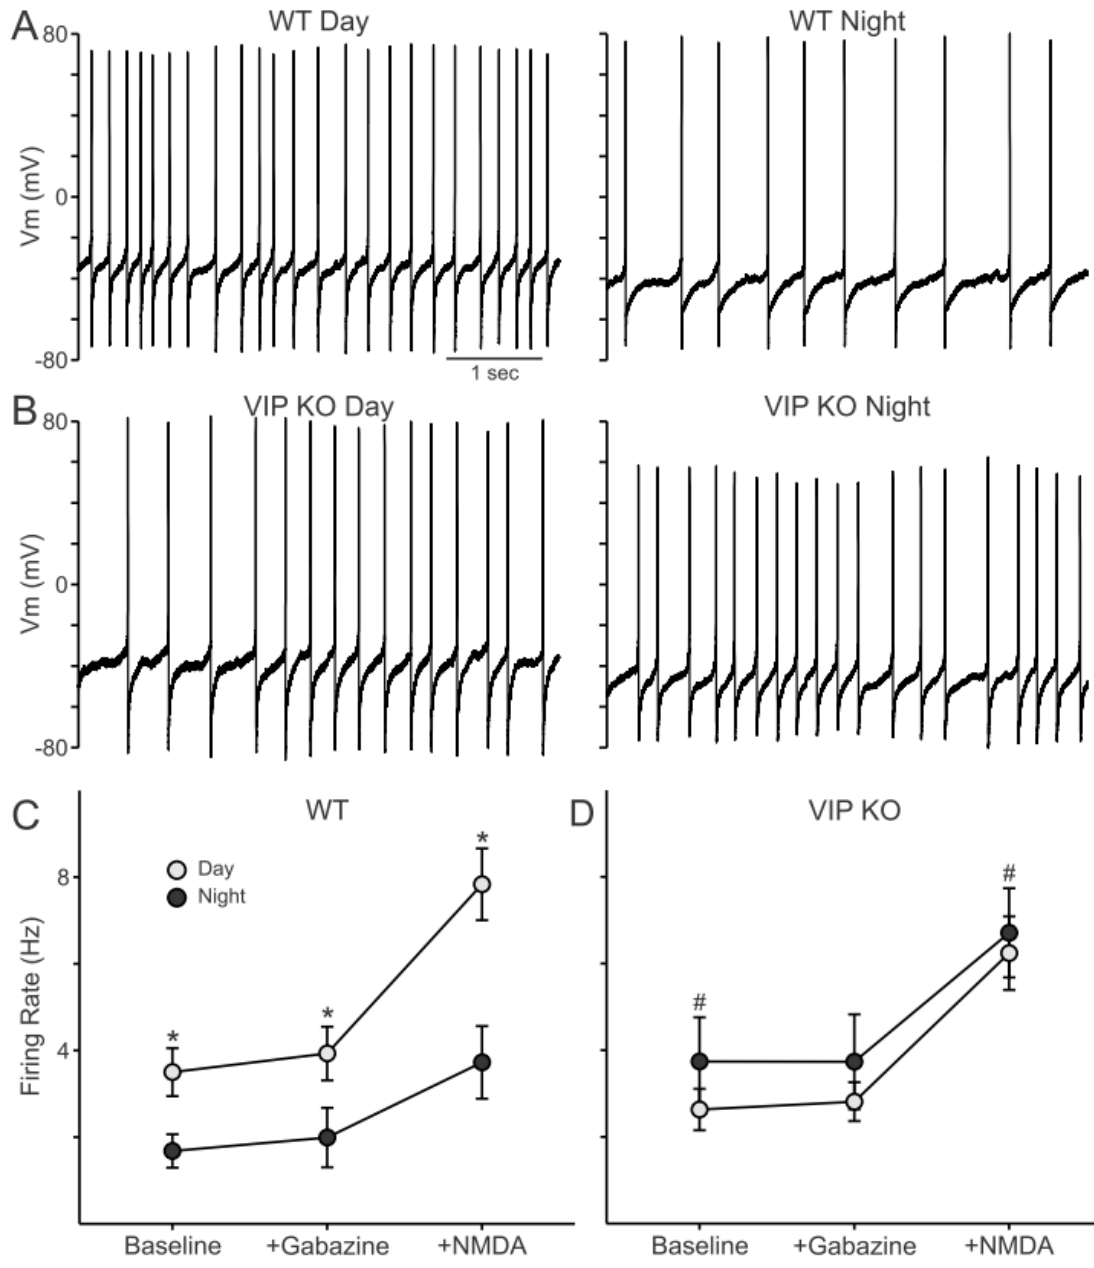 A WT Day WT Night
80
Vm (mV)
0
-80
1 sec
B VIP KO Day VIP KO Night
80
Vm (mV)
0
-80
C WT
Day
Night
8
Firing Rate (Hz)
4
* * *
Baseline +Gabazine +NMDA
D VIP KO
# #
Baseline +Gabazine +NMDA